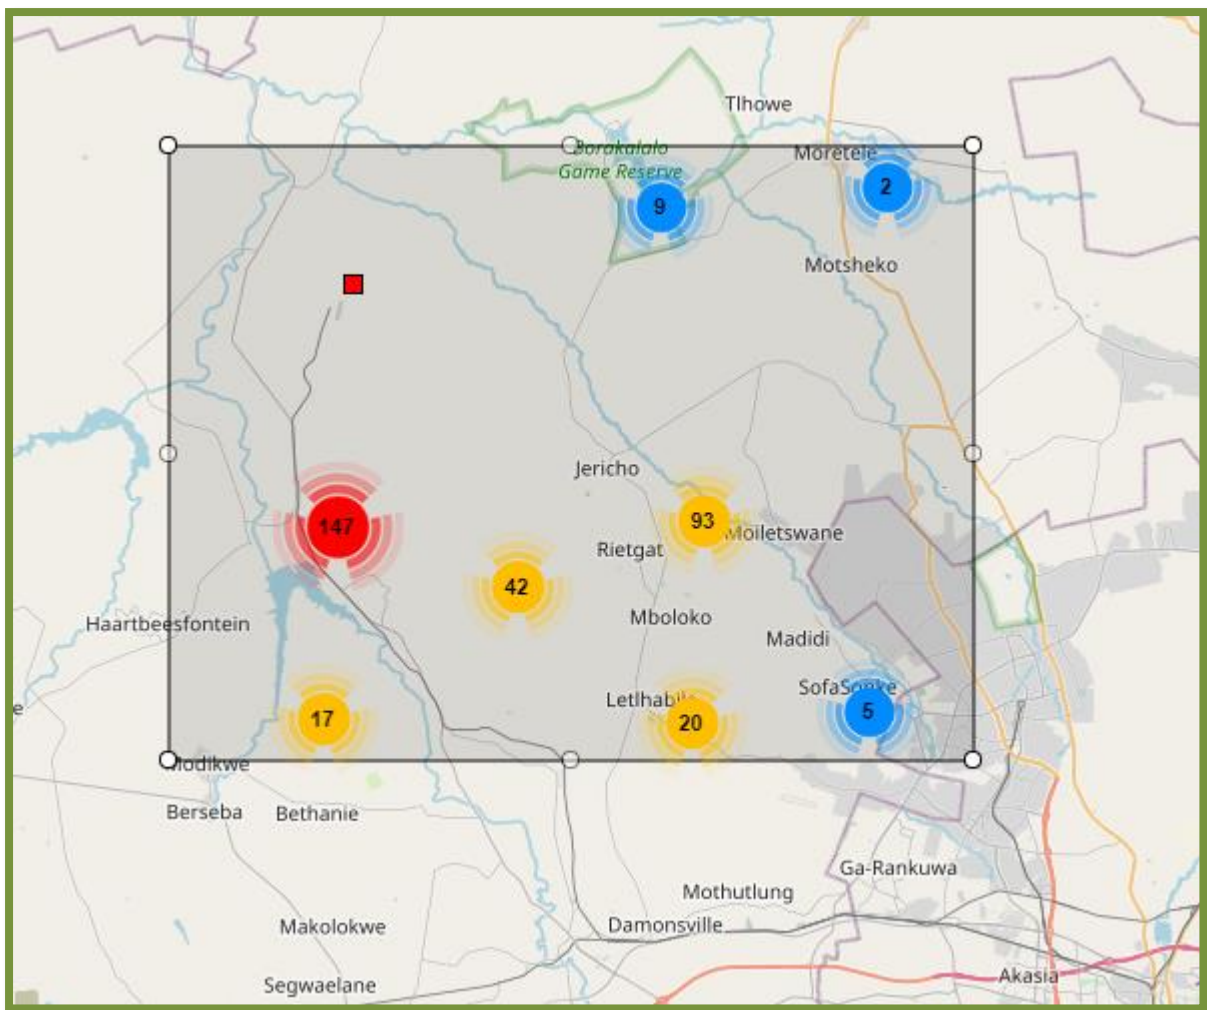 Tlhowe
Borakalalo
Game Reserve
Moretele
2
9
Motsheko
Jericho
93
147
Moiletswane
Rietgat
42
Mboloko
Haartbeesfontein
Madidi
SofaSonke
Letlhabile
e
17
20
5
Modikwe
Berseba
Bethanie
Ga-Rankuwa
Mothutlung
Makolokwe
Damonsville
Akasia
Segwaelane